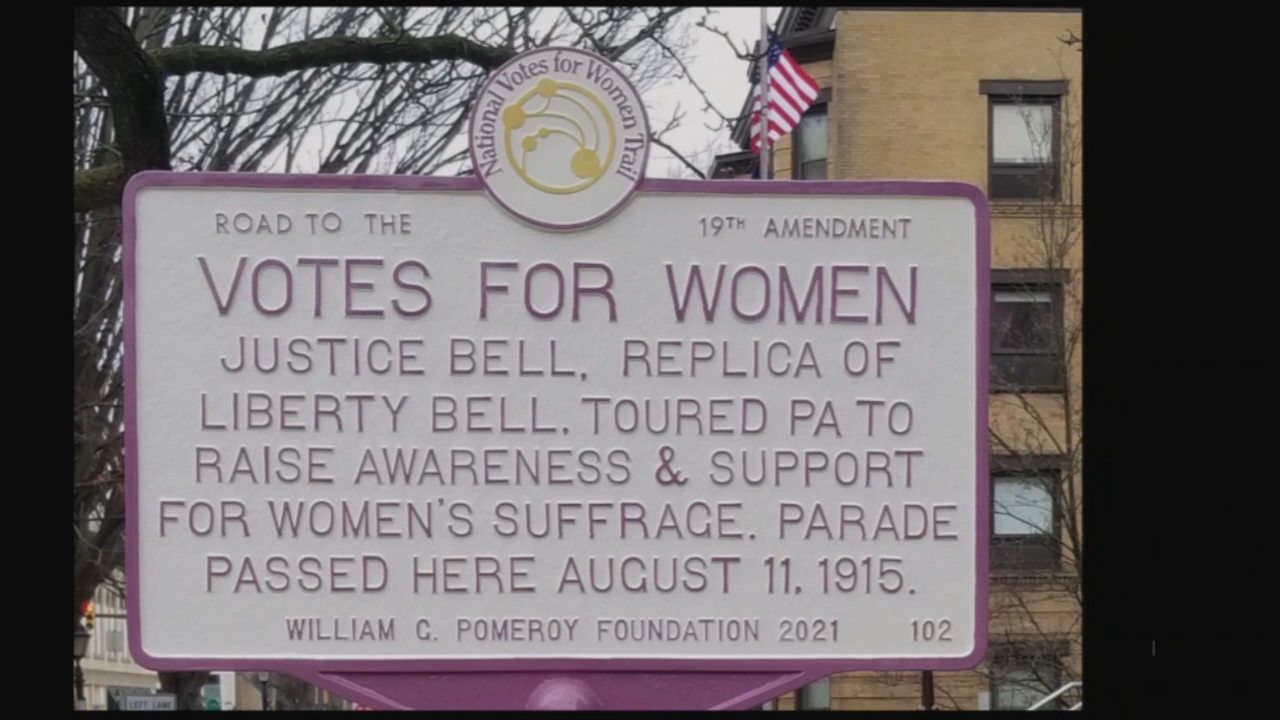 National Votes for Women Trail
ROAD TO THE 19TH AMENDMENT
VOTES FOR WOMEN
JUSTICE BELL, REPLICA OF
LIBERTY BELL, TOURED PA TO
RAISE AWARENESS & SUPPORT
FOR WOMEN'S SUFFRAGE. PARADE
PASSED HERE AUGUST 11, 1915.
WILLIAM G. POMEROY FOUNDATION 2021 102
LEFT LANE